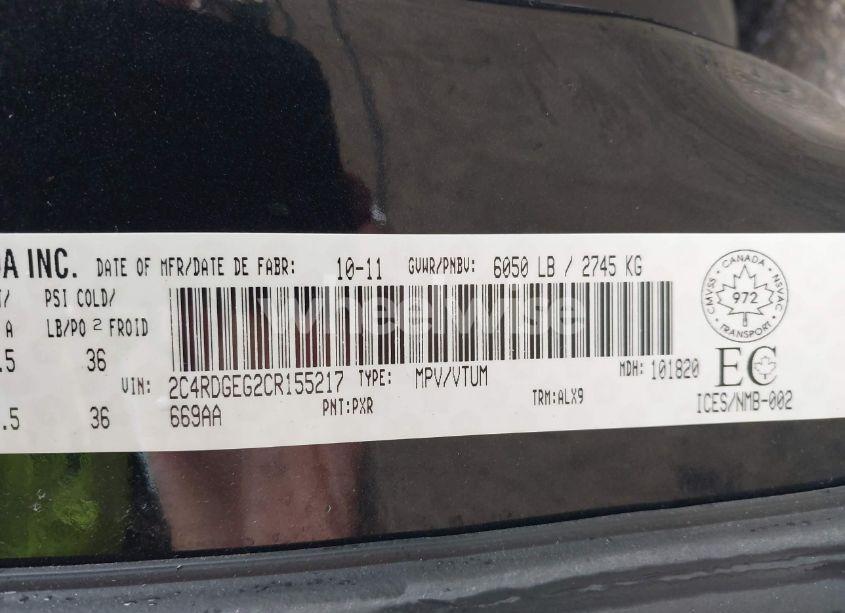 DA INC. DATE OF MFR/DATE DE FABR: 10-11 GVWR/PNBV: 6050 LB / 2745 KG
PSI COLD/
A LB/PO 2 FROID
.5 36
VIN: 2C4RDGEG2CR155217 TYPE: MPV/VTUM MDH: 101820
.5 36 669AA PNT:PXR TRM:ALX9
CANADA
CMVSS 972 NSVAC
TRANSPORT
EC
ICES/NMB-002
wheelwise